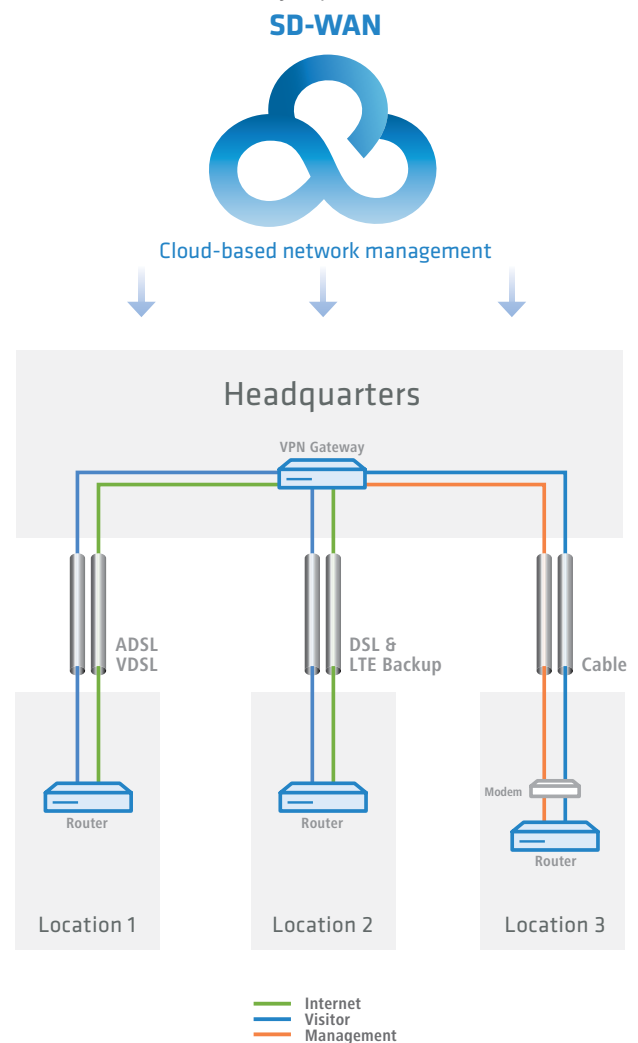 SD-WAN
Cloud-based network management
Headquarters
VPN Gateway
ADSL
VDSL
DSL &
LTE Backup
Cable
Router
Router
Modem
Router
Location 1
Location 2
Location 3
Internet
Visitor
Management